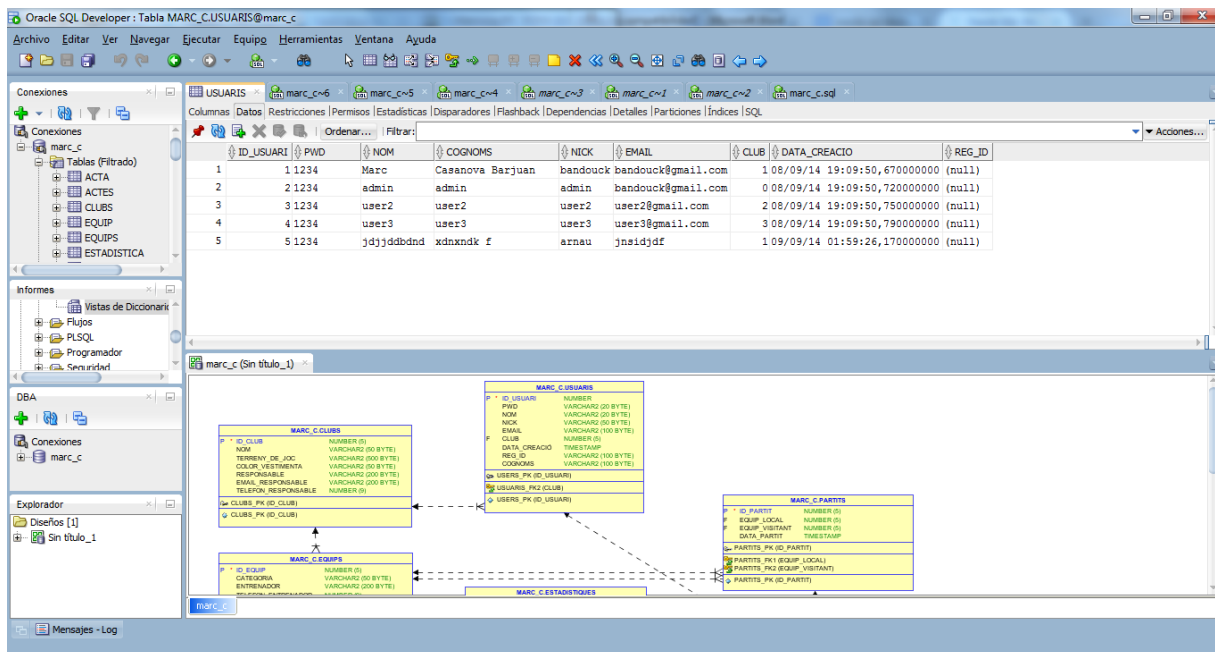 Oracle SQL Developer : Tabla MARC_C.USUARIS@marc_c
Archivo Editar Ver Navegar Ejecutar Equipo Herramientas Ventana Ayuda
Conexiones
Conexiones
marc_c
Tablas (Filtrado)
ACTA
ACTES
CLUBS
EQUIP
EQUIPS
ESTADISTICA
Informes
Vistas de Diccionario
Flujos
PLSQL
Programador
Seguridad
DBA
Conexiones
marc_c
Explorador
Diseños [1]
Sin título_1
Mensajes - Log
USUARIS marc_c~6 marc_c~5 marc_c~4 marc_c~3 marc_c~1 marc_c~2 marc_c.sql
Columnas Datos Restricciones |Permisos |Estadísticas |Disparadores |Flashback |Dependencias |Detalles |Particiones |Índices |SQL
Ordenar... Filtrar: Acciones...
ID_USUARI PWD NOM COGNOMS NICK EMAIL CLUB DATA_CREACIO REG_ID
1 1 1234 Marc Casanova Barjuan bandouck bandouck@gmail.com 1 08/09/14 19:09:50,670000000 (null)
2 2 1234 admin admin admin bandouck@gmail.com 0 08/09/14 19:09:50,720000000 (null)
3 3 1234 user2 user2 user2 user2@gmail.com 2 08/09/14 19:09:50,750000000 (null)
4 4 1234 user3 user3 user3 user3@gmail.com 3 08/09/14 19:09:50,790000000 (null)
5 5 1234 jdjjddbdnd xdnxndk f arnau jnsidjdf 1 09/09/14 01:59:26,170000000 (null)
marc_c (Sin título_1)
MARC_C.USUARIS
P * ID_USUARI NUMBER
PWD VARCHAR2 (20 BYTE)
NOM VARCHAR2 (20 BYTE)
NICK VARCHAR2 (50 BYTE)
EMAIL VARCHAR2 (100 BYTE)
F CLUB NUMBER (5)
DATA_CREACIO TIMESTAMP
REG_ID VARCHAR2 (100 BYTE)
COGNOMS VARCHAR2 (100 BYTE)
USERS_PK (ID_USUARI)
USUARIS_FK2 (CLUB)
USERS_PK (ID_USUARI)
MARC_C.CLUBS
P * ID_CLUB NUMBER (5)
NOM VARCHAR2 (50 BYTE)
TERRENY_DE_JOC VARCHAR2 (500 BYTE)
COLOR_VESTIMENTA VARCHAR2 (50 BYTE)
RESPONSABLE VARCHAR2 (200 BYTE)
EMAIL_RESPONSABLE VARCHAR2 (200 BYTE)
TELEFON_RESPONSABLE NUMBER (9)
CLUBS_PK (ID_CLUB)
CLUBS_PK (ID_CLUB)
MARC_C.PARTITS
P * ID_PARTIT NUMBER (5)
F EQUIP_LOCAL NUMBER (5)
F EQUIP_VISITANT NUMBER (5)
DATA_PARTIT TIMESTAMP
PARTITS_PK (ID_PARTIT)
PARTITS_FK1 (EQUIP_LOCAL)
PARTITS_FK2 (EQUIP_VISITANT)
PARTITS_PK (ID_PARTIT)
MARC_C.EQUIPS
P * ID_EQUIP NUMBER (5)
CATEGORIA VARCHAR2 (50 BYTE)
ENTRENADOR VARCHAR2 (200 BYTE)
MARC_C.ESTADISTIQUES
marc_c